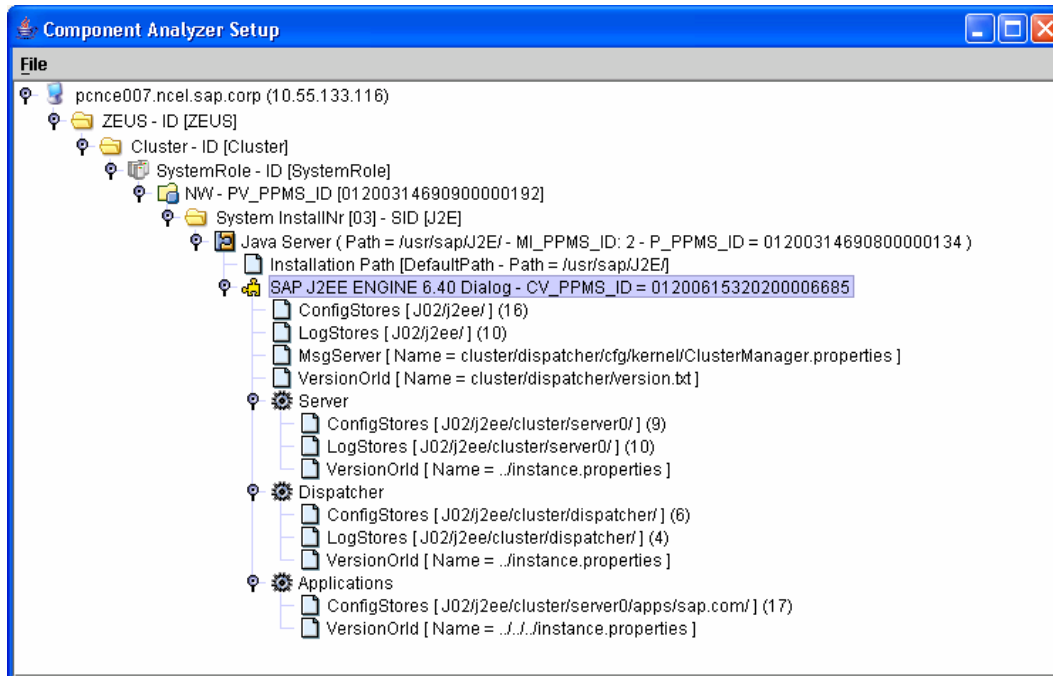 Component Analyzer Setup
File
pcnce007.ncel.sap.corp (10.55.133.116)
ZEUS - ID [ZEUS]
Cluster - ID [Cluster]
SystemRole - ID [SystemRole]
NW - PV_PPMS_ID [01200314690900000192]
System InstallNr [03] - SID [J2E]
Java Server ( Path = /usr/sap/J2E/ - MI_PPMS_ID: 2 - P_PPMS_ID = 01200314690800000134 )
Installation Path [DefaultPath - Path = /usr/sap/J2E/]
SAP J2EE ENGINE 6.40 Dialog - CV_PPMS_ID = 01200615320200006685
ConfigStores [ J02/j2ee/ ] (16)
LogStores [ J02/j2ee/ ] (10)
MsgServer [ Name = cluster/dispatcher/cfg/kernel/ClusterManager.properties ]
VersionOrId [ Name = cluster/dispatcher/version.txt ]
Server
ConfigStores [ J02/j2ee/cluster/server0/ ] (9)
LogStores [ J02/j2ee/cluster/server0/ ] (10)
VersionOrId [ Name = ../instance.properties ]
Dispatcher
ConfigStores [ J02/j2ee/cluster/dispatcher/ ] (6)
LogStores [ J02/j2ee/cluster/dispatcher/ ] (4)
VersionOrId [ Name = ../instance.properties ]
Applications
ConfigStores [ J02/j2ee/cluster/server0/apps/sap.com/ ] (17)
VersionOrId [ Name = ../../../instance.properties ]